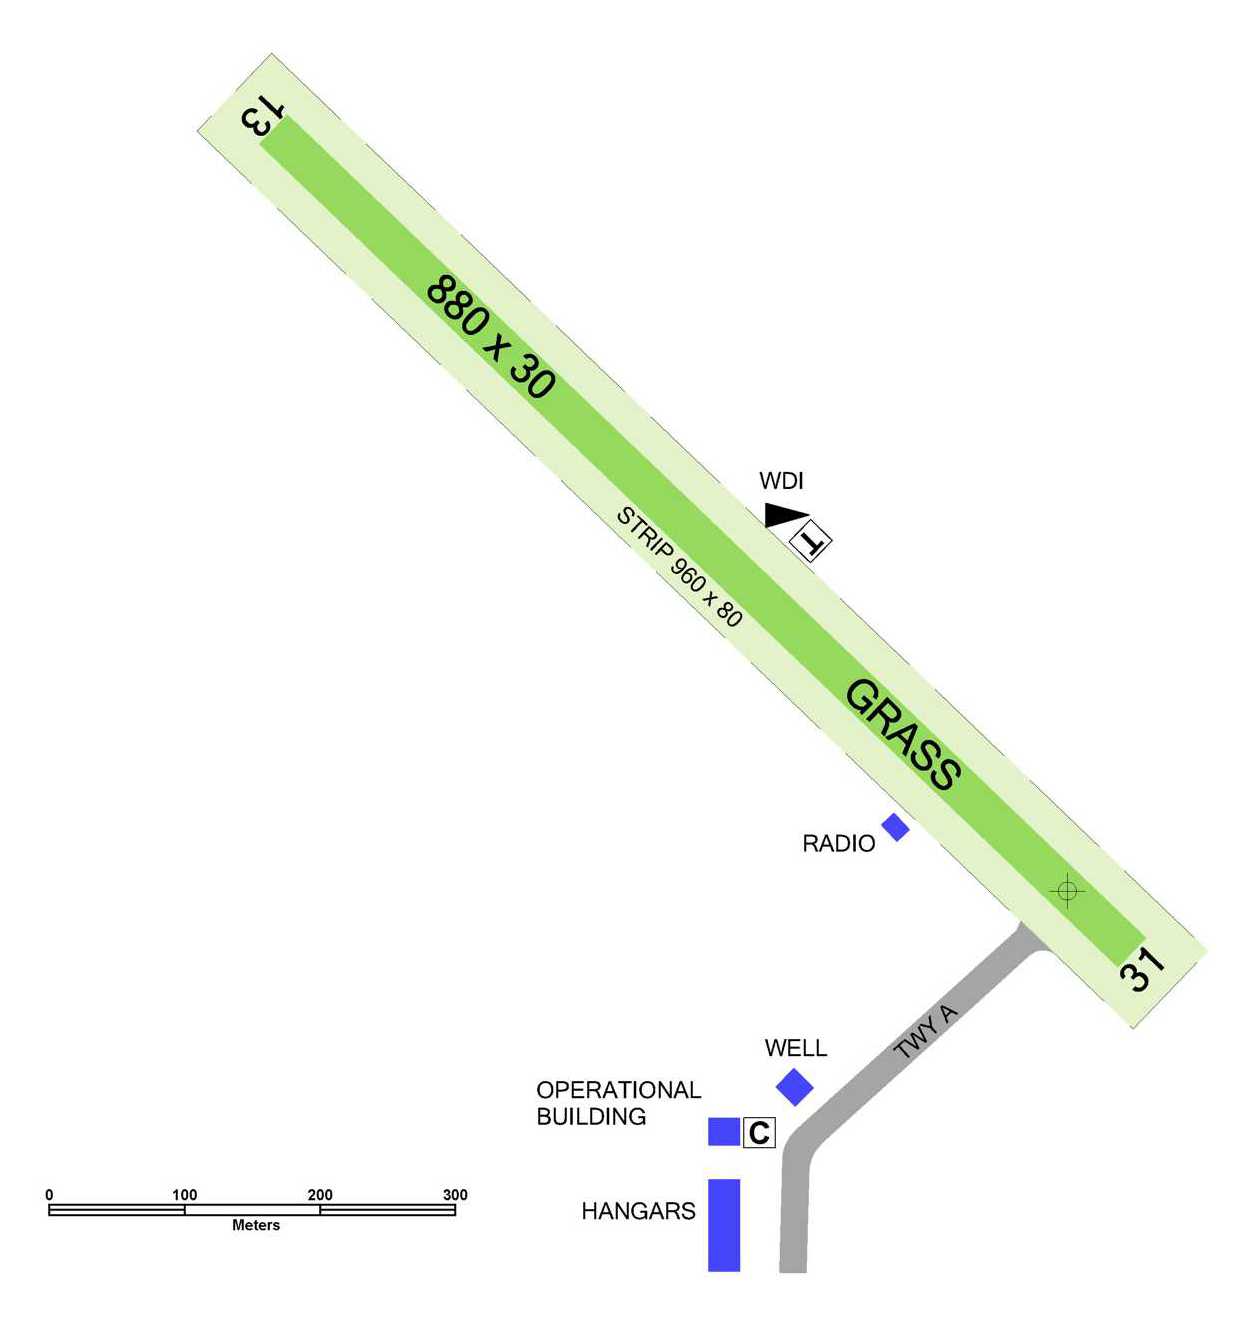 13
880 x 30
WDI
T
STRIP 960 x 80
GRASS
RADIO
31
TWY A
WELL
OPERATIONAL
BUILDING
C
HANGARS
0 100 200 300
Meters